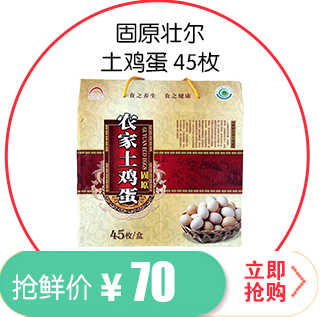 固原壮尔
土鸡蛋 45枚
食之养生 食之健康
农家土鸡蛋
固原
45枚/盒
抢鲜价 ¥70
立即
抢购